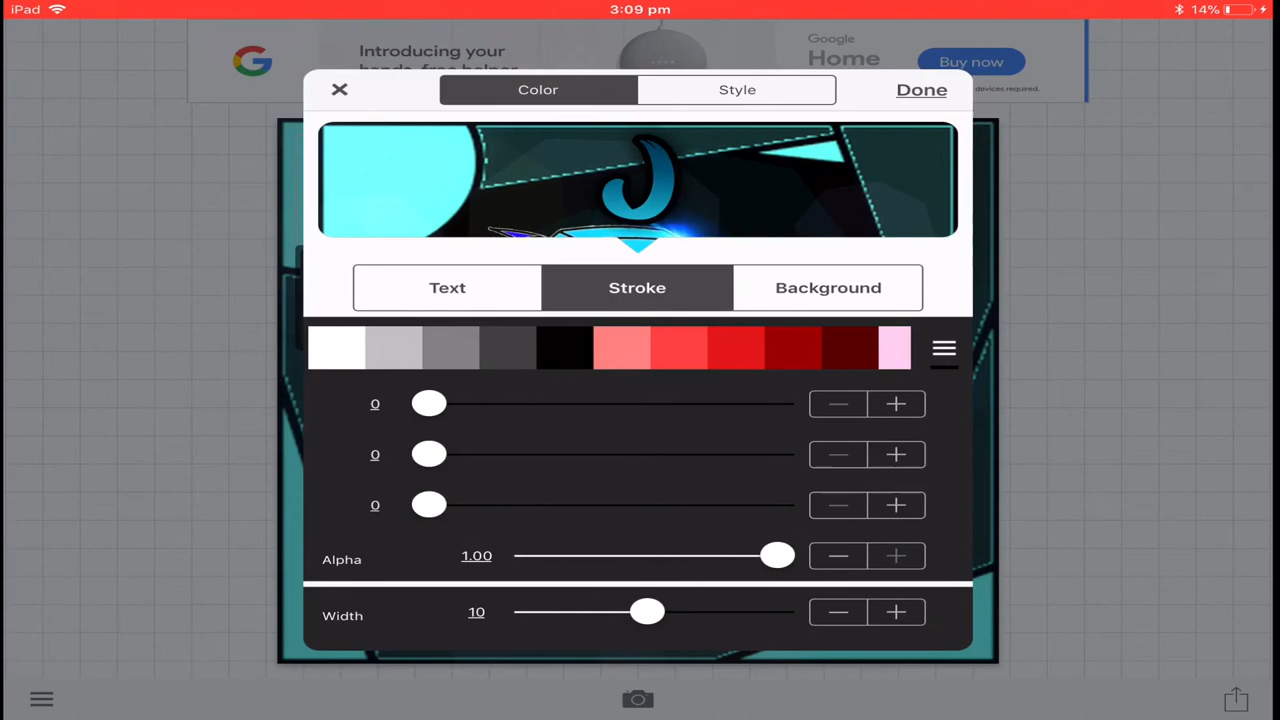 iPad
3:09 pm
14%
Introducing your
Google
Home
Buy now
devices required.
Color
Style
Done
J
Text
Stroke
Background
0
0
0
Alpha
1.00
Width
10